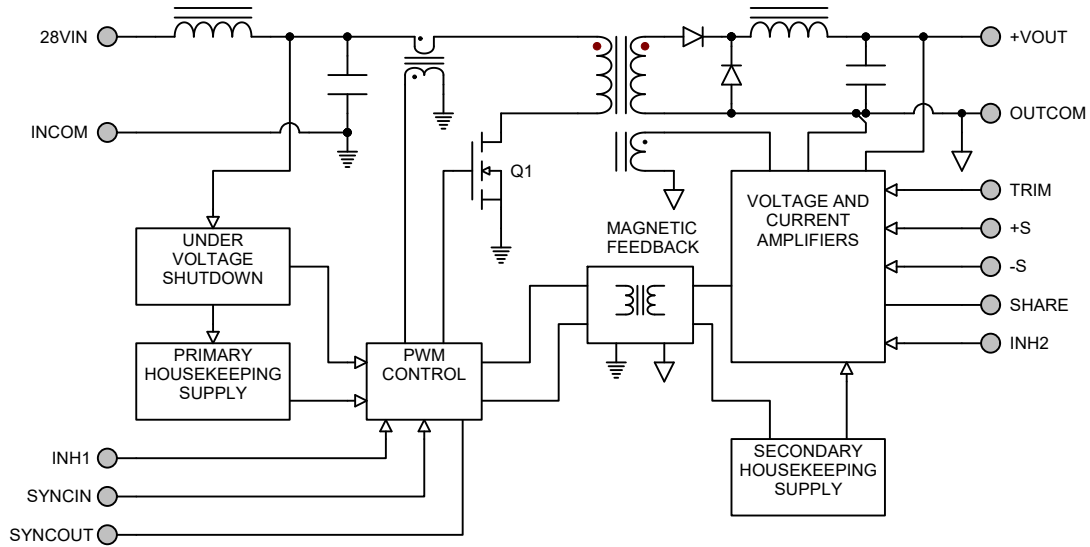 28VIN
+VOUT
INCOM
OUTCOM
Q1
TRIM
VOLTAGE AND
CURRENT
AMPLIFIERS
+S
MAGNETIC
FEEDBACK
UNDER
VOLTAGE
SHUTDOWN
-S
SHARE
INH2
PRIMARY
HOUSEKEEPING
SUPPLY
PWM
CONTROL
INH1
SECONDARY
HOUSEKEEPING
SUPPLY
SYNCIN
SYNCOUT